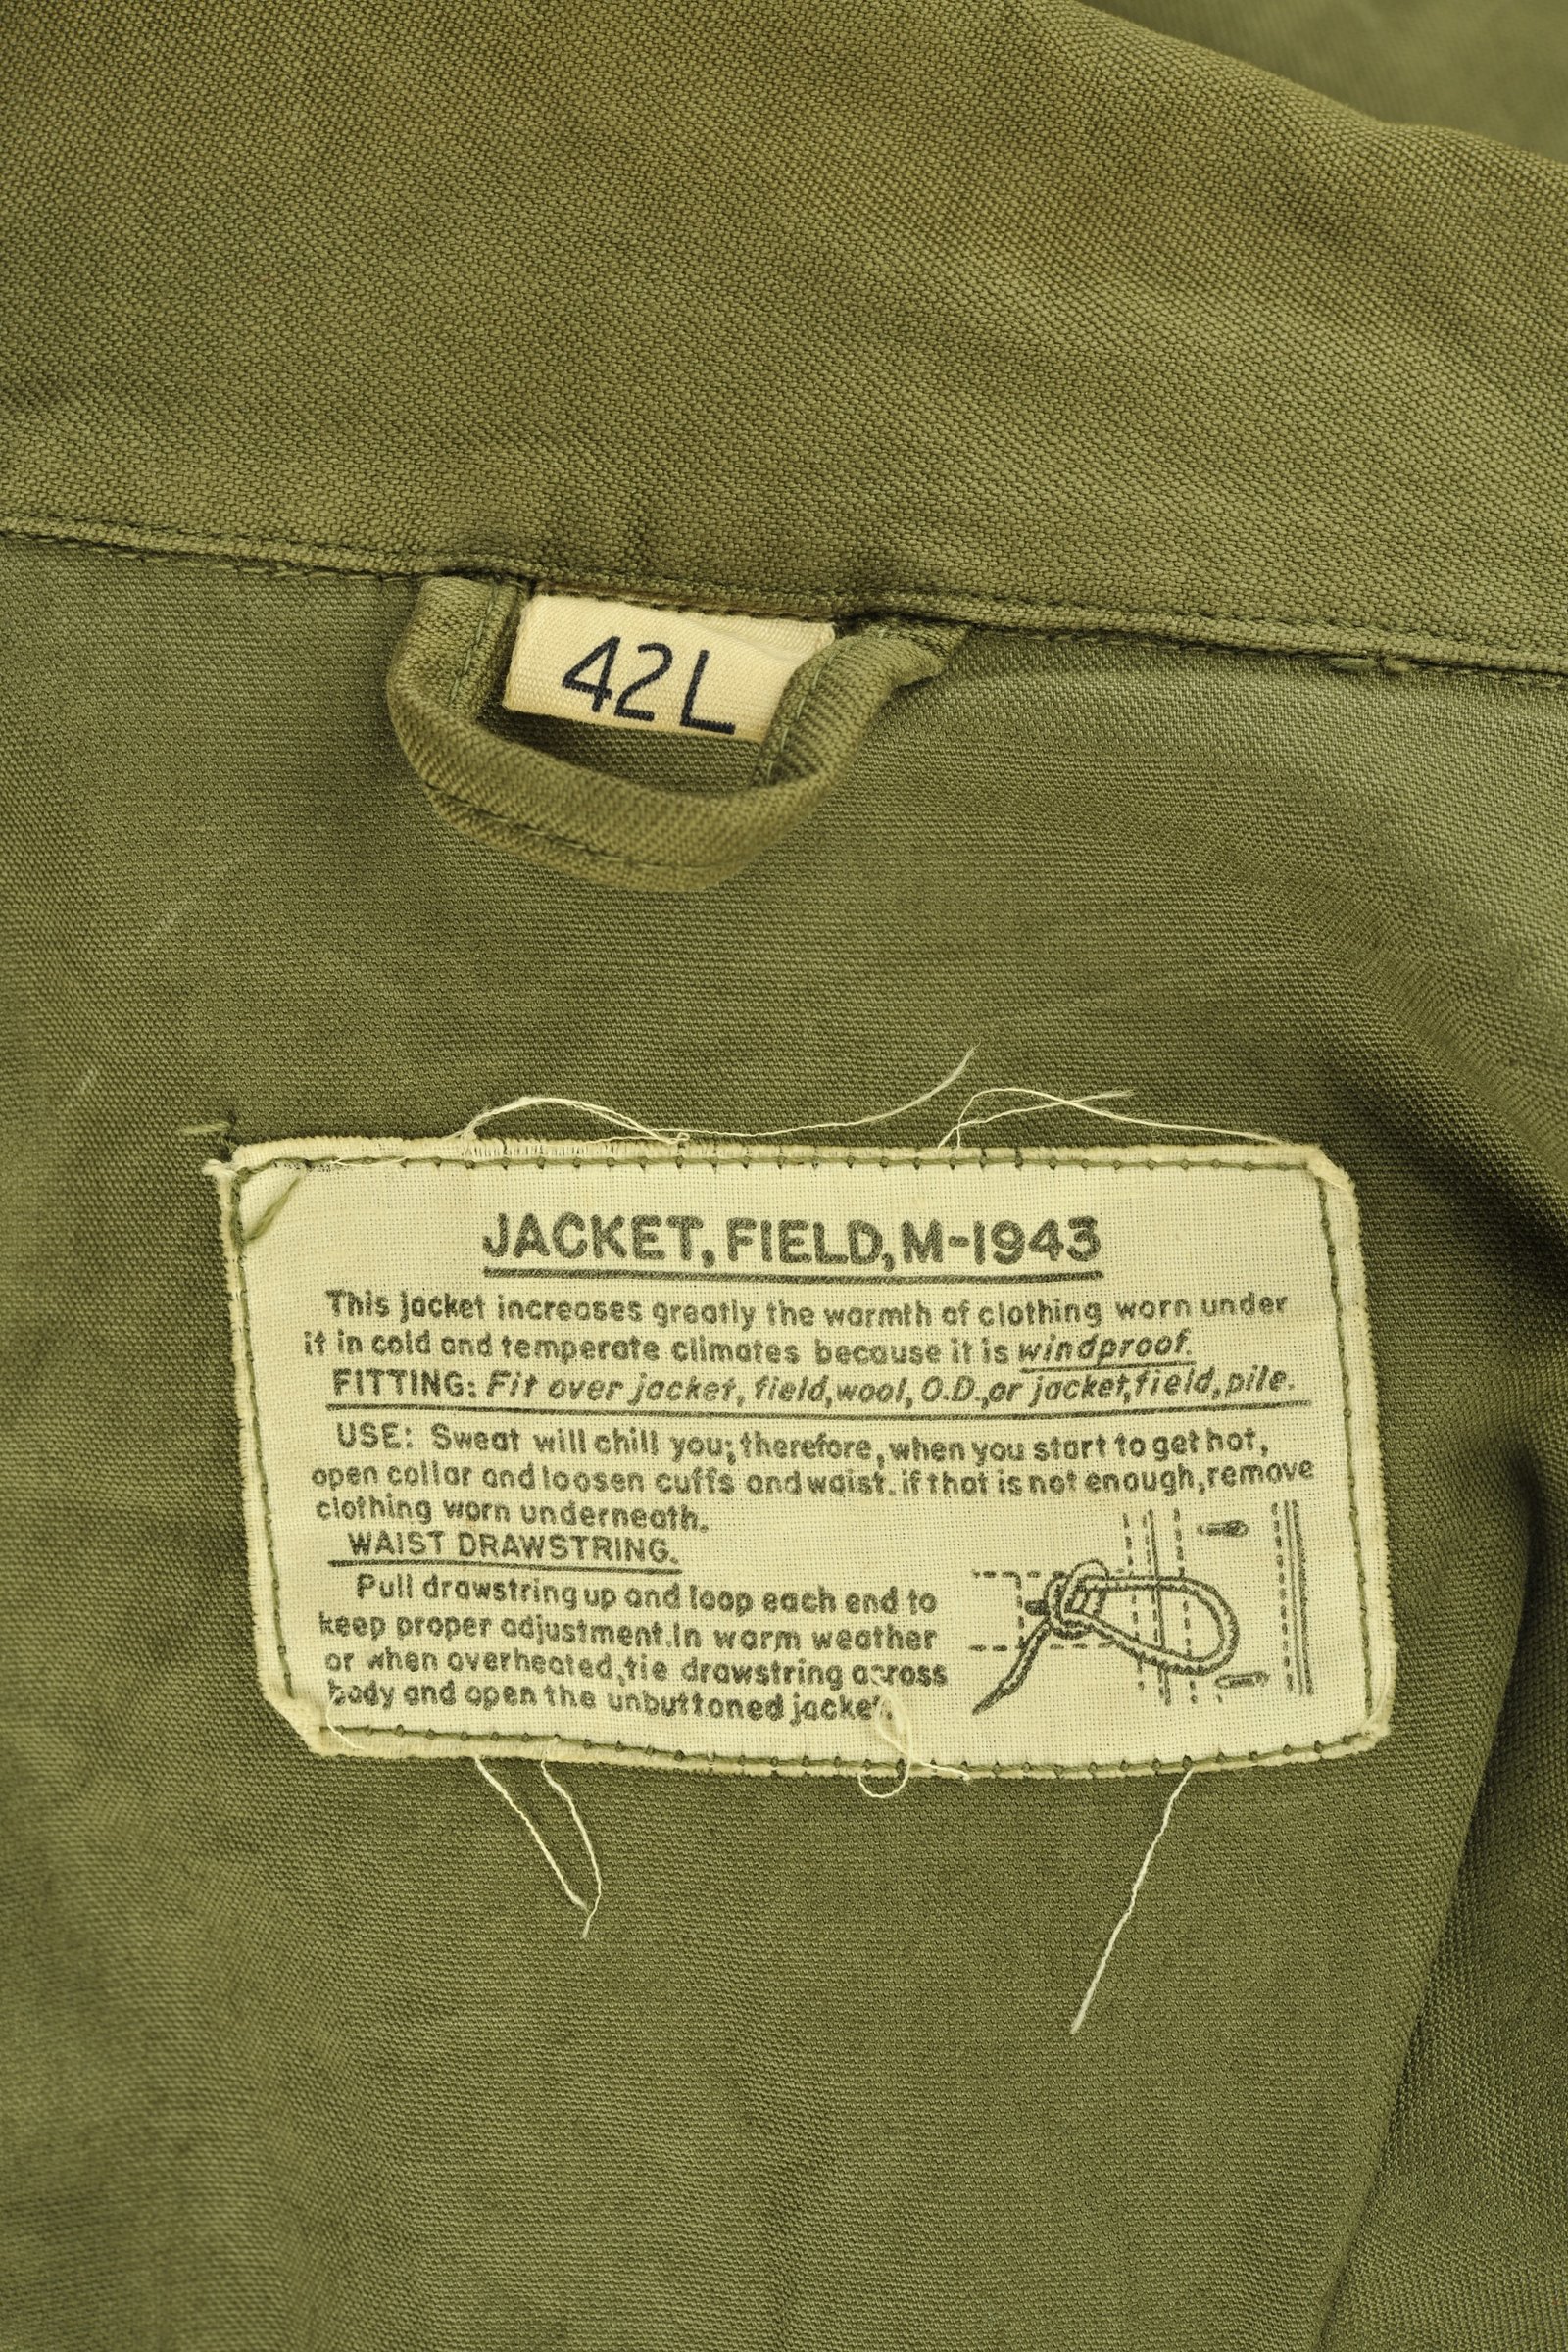 42L
JACKET, FIELD, M-1943
This jacket increases greatly the warmth of clothing worn under
it in cold and temperate climates because it is windproof.
FITTING: Fit over jacket, field, wool, O.D., or jacket, field, pile.
USE: Sweat will chill you; therefore, when you start to get hot,
open collar and loosen cuffs and waist. if that is not enough, remove
clothing worn underneath.
WAIST DRAWSTRING.
Pull drawstring up and loop each end to
keep proper adjustment. In warm weather
or when overheated, tie drawstring across
body and open the unbuttoned jacket.